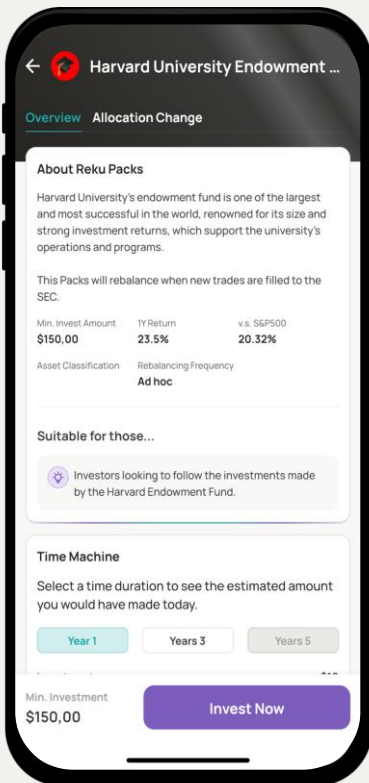 Harvard University Endowment ...
Overview Allocation Change
About Reku Packs
Harvard University's endowment fund is one of the largest
and most successful in the world, renowned for its size and
strong investment returns, which support the university's
operations and programs.
This Packs will rebalance when new trades are filled to the
SEC.
Min. Invest Amount 1Y Return v.s. S&P500
$150,00 23.5% 20.32%
Asset Classification Rebalancing Frequency
Ad hoc
Suitable for those...
Investors looking to follow the investments made
by the Harvard Endowment Fund.
Time Machine
Select a time duration to see the estimated amount
you would have made today.
Year 1 Years 3 Years 5
Min. Investment
$150,00
Invest Now